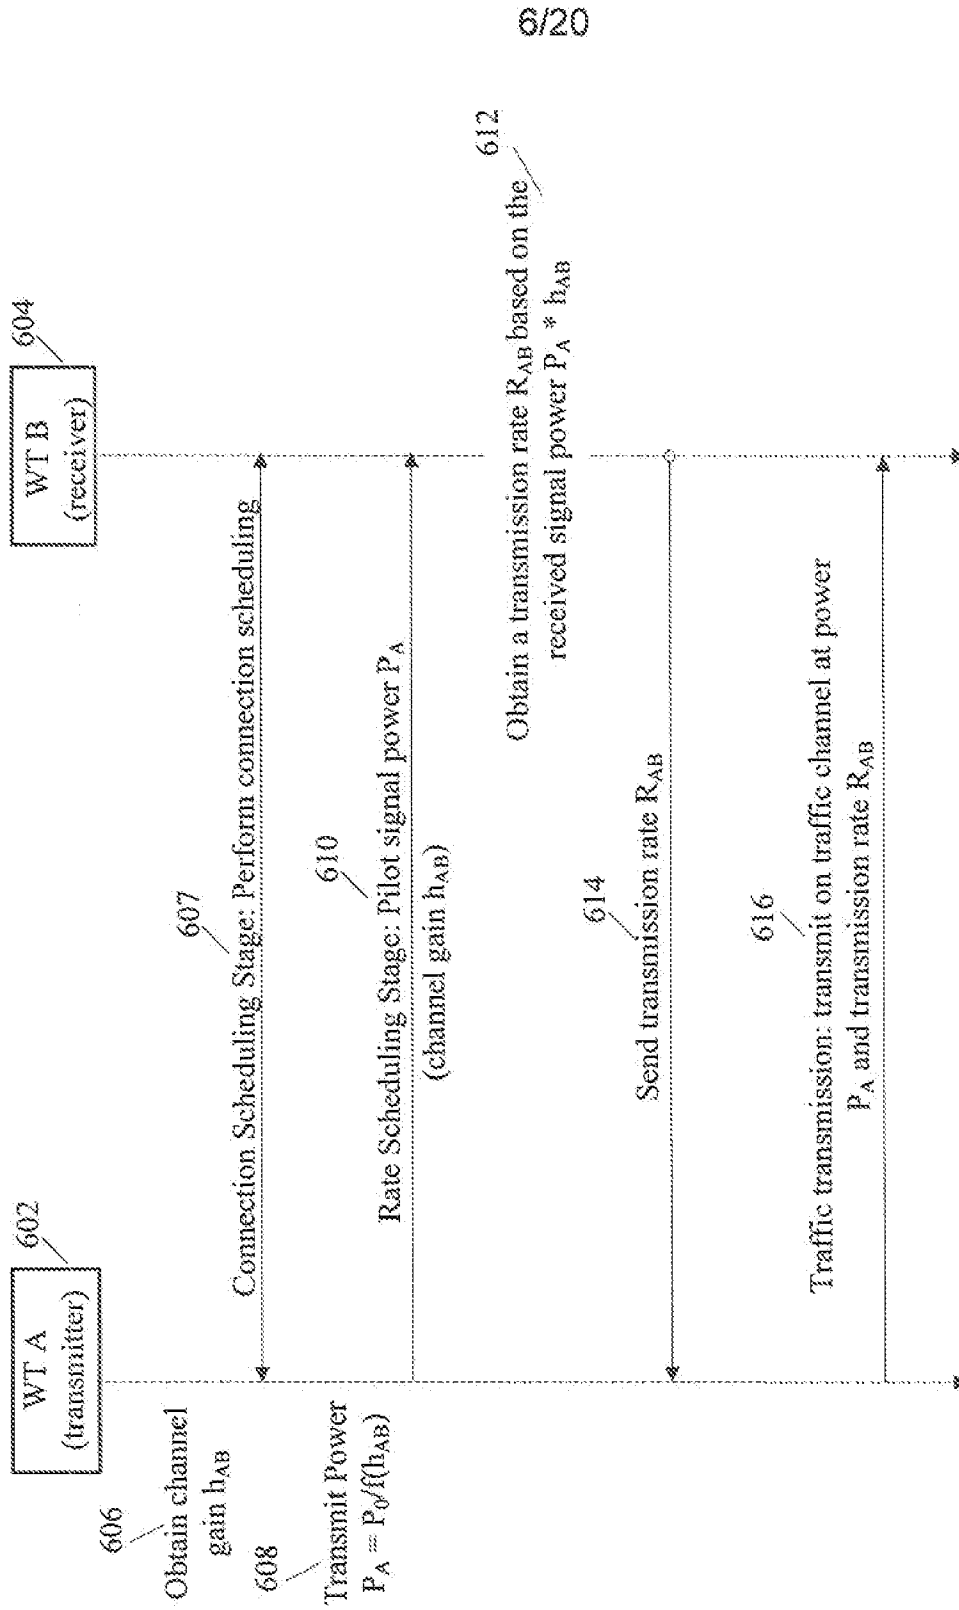 6/20
602
WT A
(transmitter)
604
WT B
(receiver)
606
Obtain channel
gain hAB
607
Connection Scheduling Stage: Perform connection scheduling
608
Transmit Power
PA = P0/f(hAB)
610
Rate Scheduling Stage: Pilot signal power PA
(channel gain hAB)
612
Obtain a transmission rate RAB based on the
received signal power PA * hAB
614
Send transmission rate RAB
616
Traffic transmission: transmit on traffic channel at power
PA and transmission rate RAB